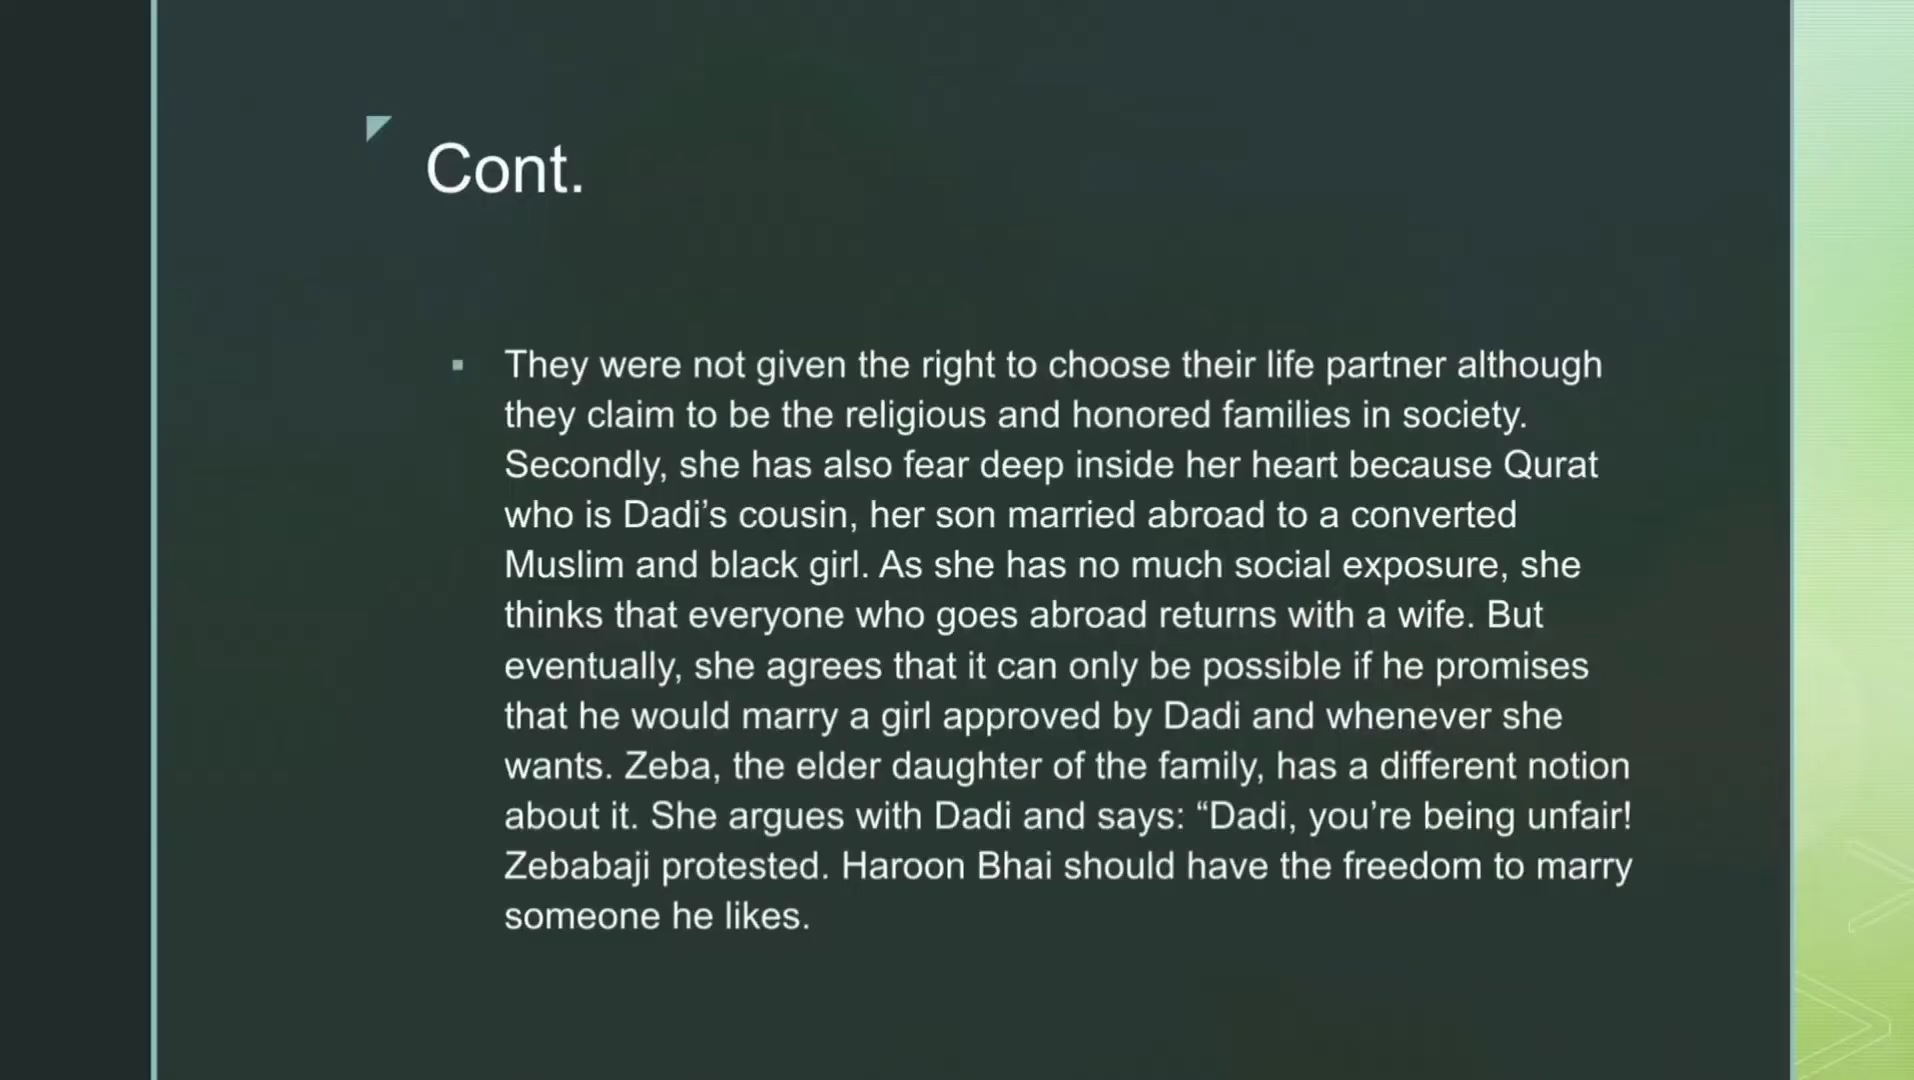 Cont.
They were not given the right to choose their life partner although
they claim to be the religious and honored families in society.
Secondly, she has also fear deep inside her heart because Qurat
who is Dadi’s cousin, her son married abroad to a converted
Muslim and black girl. As she has no much social exposure, she
thinks that everyone who goes abroad returns with a wife. But
eventually, she agrees that it can only be possible if he promises
that he would marry a girl approved by Dadi and whenever she
wants. Zeba, the elder daughter of the family, has a different notion
about it. She argues with Dadi and says: “Dadi, you’re being unfair!
Zebabaji protested. Haroon Bhai should have the freedom to marry
someone he likes.